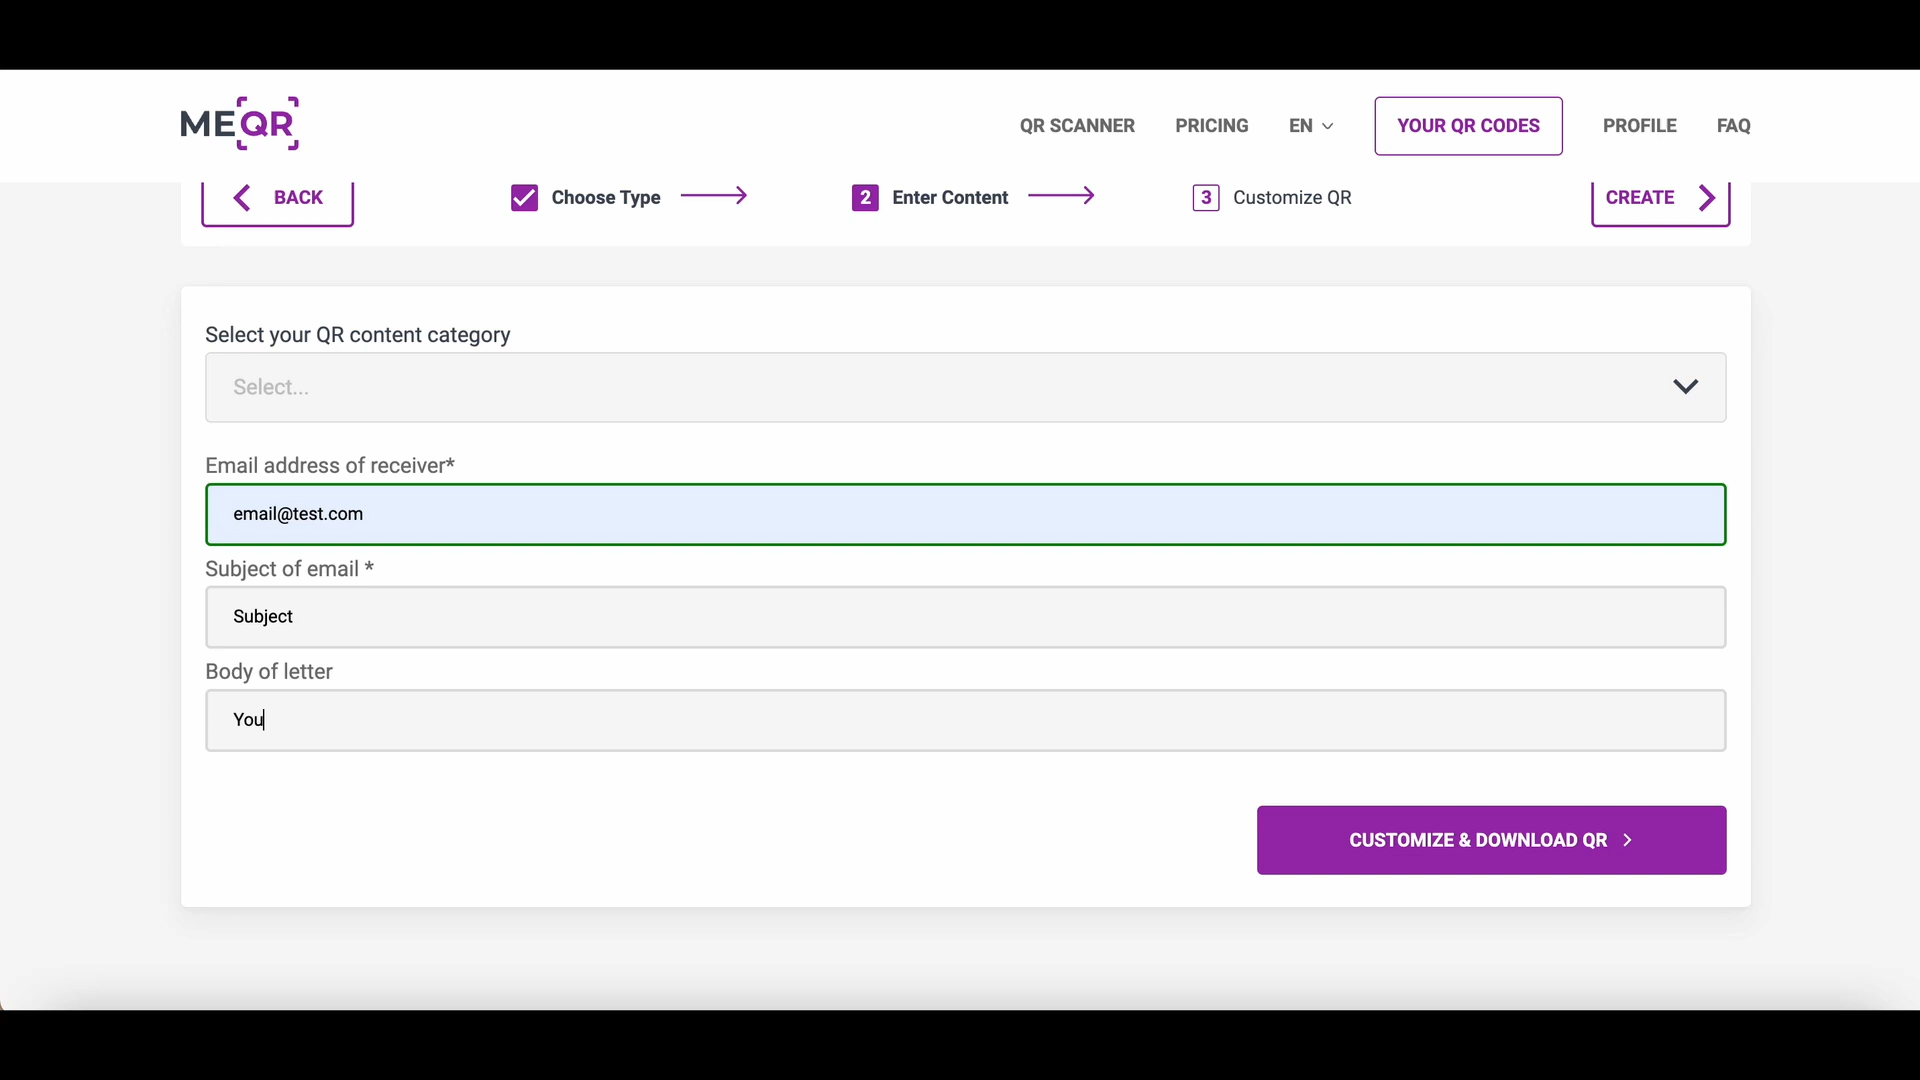 MEQR
QR SCANNER PRICING EN YOUR QR CODES PROFILE FAQ
BACK Choose Type 2 Enter Content 3 Customize QR CREATE
Select your QR content category
Select...
Email address of receiver*
email@test.com
Subject of email *
Subject
Body of letter
You
CUSTOMIZE & DOWNLOAD QR